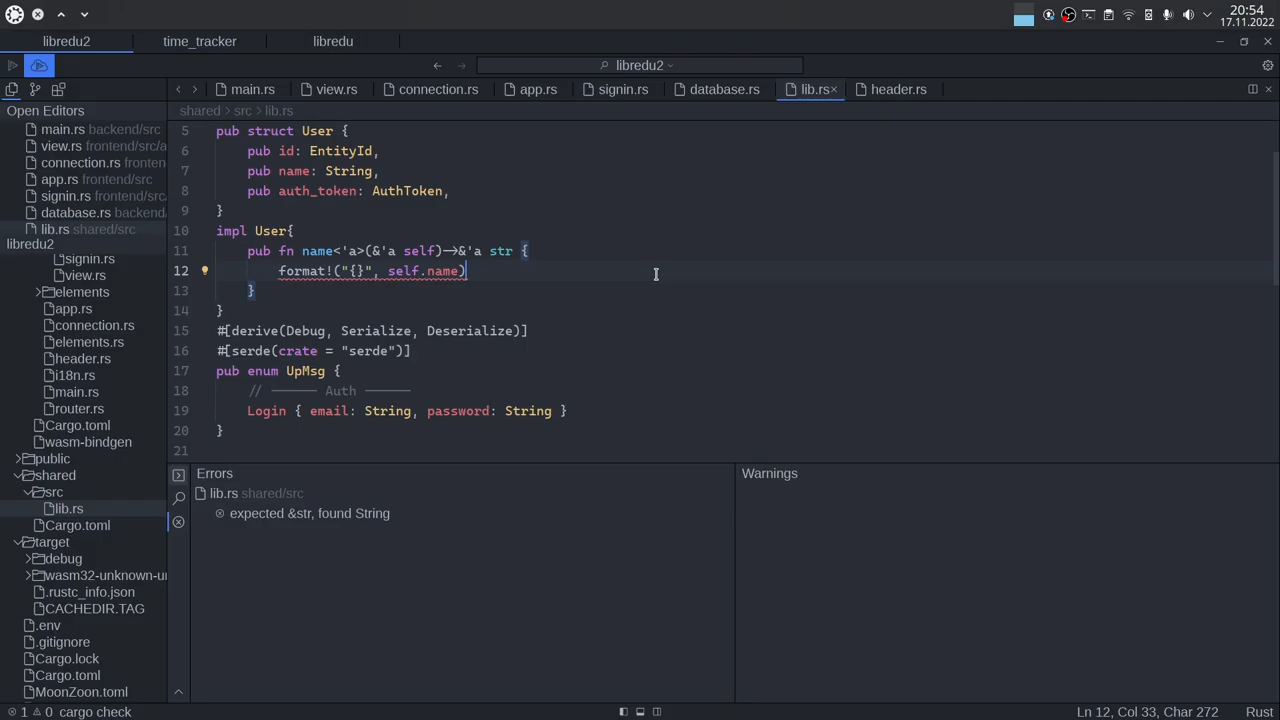 20:54
17.11.2022
libredu2 time_tracker libredu
libredu2
main.rs view.rs connection.rs app.rs signin.rs database.rs lib.rs× header.rs
Open Editors
main.rs backend/src
view.rs frontend/src/a
connection.rs fronten
app.rs frontend/src
signin.rs frontend/src/
database.rs backend/
lib.rs shared/src
libredu2
signin.rs
view.rs
elements
app.rs
connection.rs
elements.rs
header.rs
i18n.rs
main.rs
router.rs
Cargo.toml
wasm-bindgen
public
shared
src
lib.rs
Cargo.toml
target
debug
wasm32-unknown-un
.rustc_info.json
CACHEDIR.TAG
.env
.gitignore
Cargo.lock
Cargo.toml
MoonZoon.toml
shared src lib.rs
5 pub struct User {
6 pub id: EntityId,
7 pub name: String,
8 pub auth_token: AuthToken,
9 }
10 impl User{
11 pub fn name<'a>(&'a self)->&'a str {
12 format!("{}", self.name)
13 }
14 }
15 #[derive(Debug, Serialize, Deserialize)]
16 #[serde(crate = "serde")]
17 pub enum UpMsg {
18 // ------ Auth ------
19 Login { email: String, password: String }
20 }
21
Errors
lib.rs shared/src
expected &str, found String
Warnings
1 0 cargo check
Ln 12, Col 33, Char 272 Rust